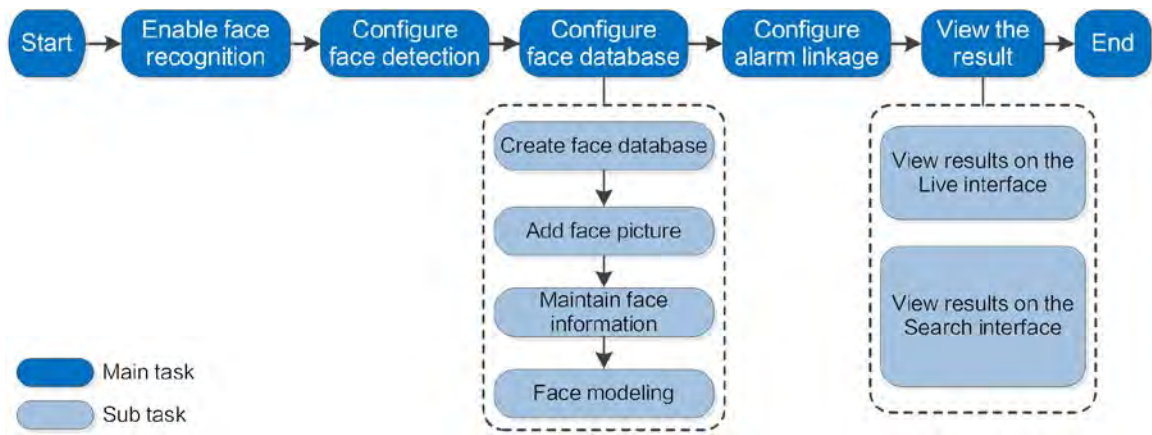 Start
Enable face
recognition
Configure
face detection
Configure
face database
Configure
alarm linkage
View the
result
End
Create face database
Add face picture
Maintain face
information
Face modeling
View results on the
Live interface
View results on the
Search interface
Main task
Sub task